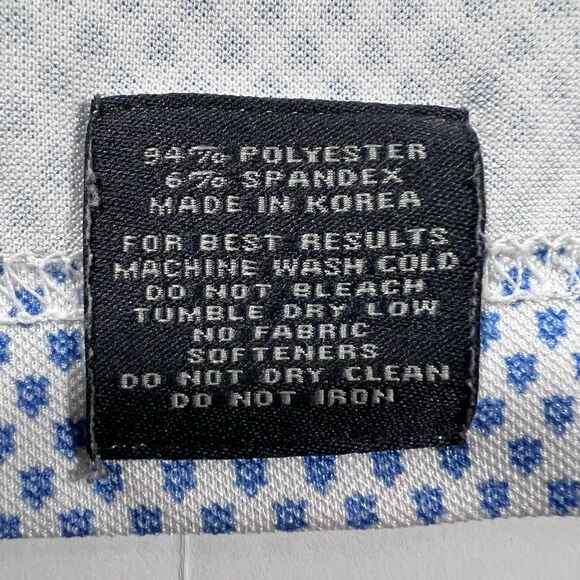 94% POLYESTER
6% SPANDEX
MADE IN KOREA
FOR BEST RESULTS
MACHINE WASH COLD
DO NOT BLEACH
TUMBLE DRY LOW
NO FABRIC
SOFTENERS
DO NOT DRY CLEAN
DO NOT IRON